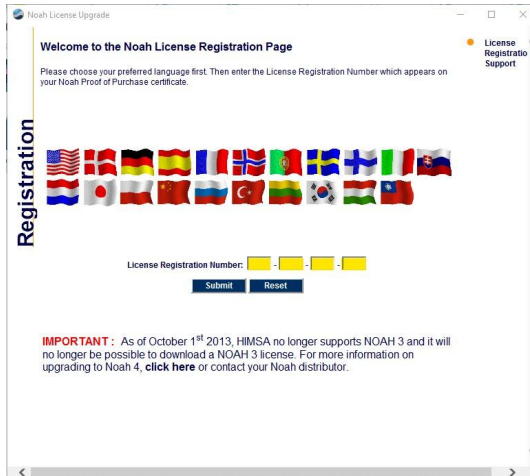 Noah License Upgrade
Welcome to the Noah License Registration Page
Please choose your preferred language first. Then enter the License Registration Number which appears on
your Noah Proof of Purchase certificate.
License
Registratio
Support
Registration
License Registration Number: - - -
Submit Reset
IMPORTANT : As of October 1st 2013, HIMSA no longer supports NOAH 3 and it will
no longer be possible to download a NOAH 3 license. For more information on
upgrading to Noah 4, click here or contact your Noah distributor.